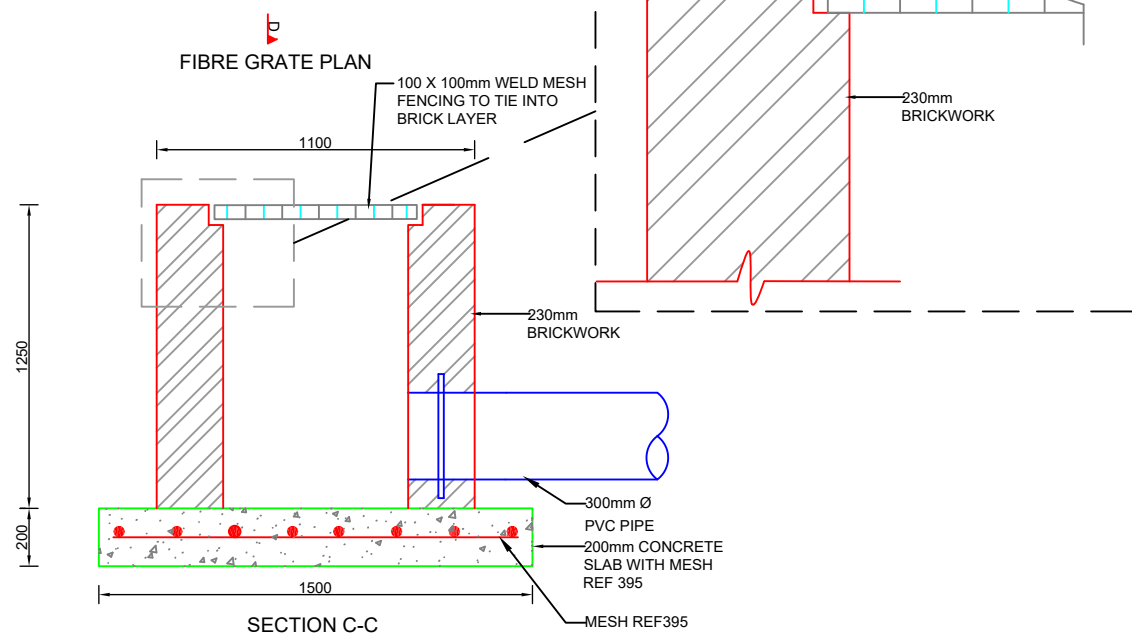 D
FIBRE GRATE PLAN
100 X 100mm WELD MESH
FENCING TO TIE INTO
BRICK LAYER
230mm
BRICKWORK
1100
1250
230mm
BRICKWORK
300mm Ø
PVC PIPE
200mm CONCRETE
SLAB WITH MESH
REF 395
200
1500
MESH REF395
SECTION C-C